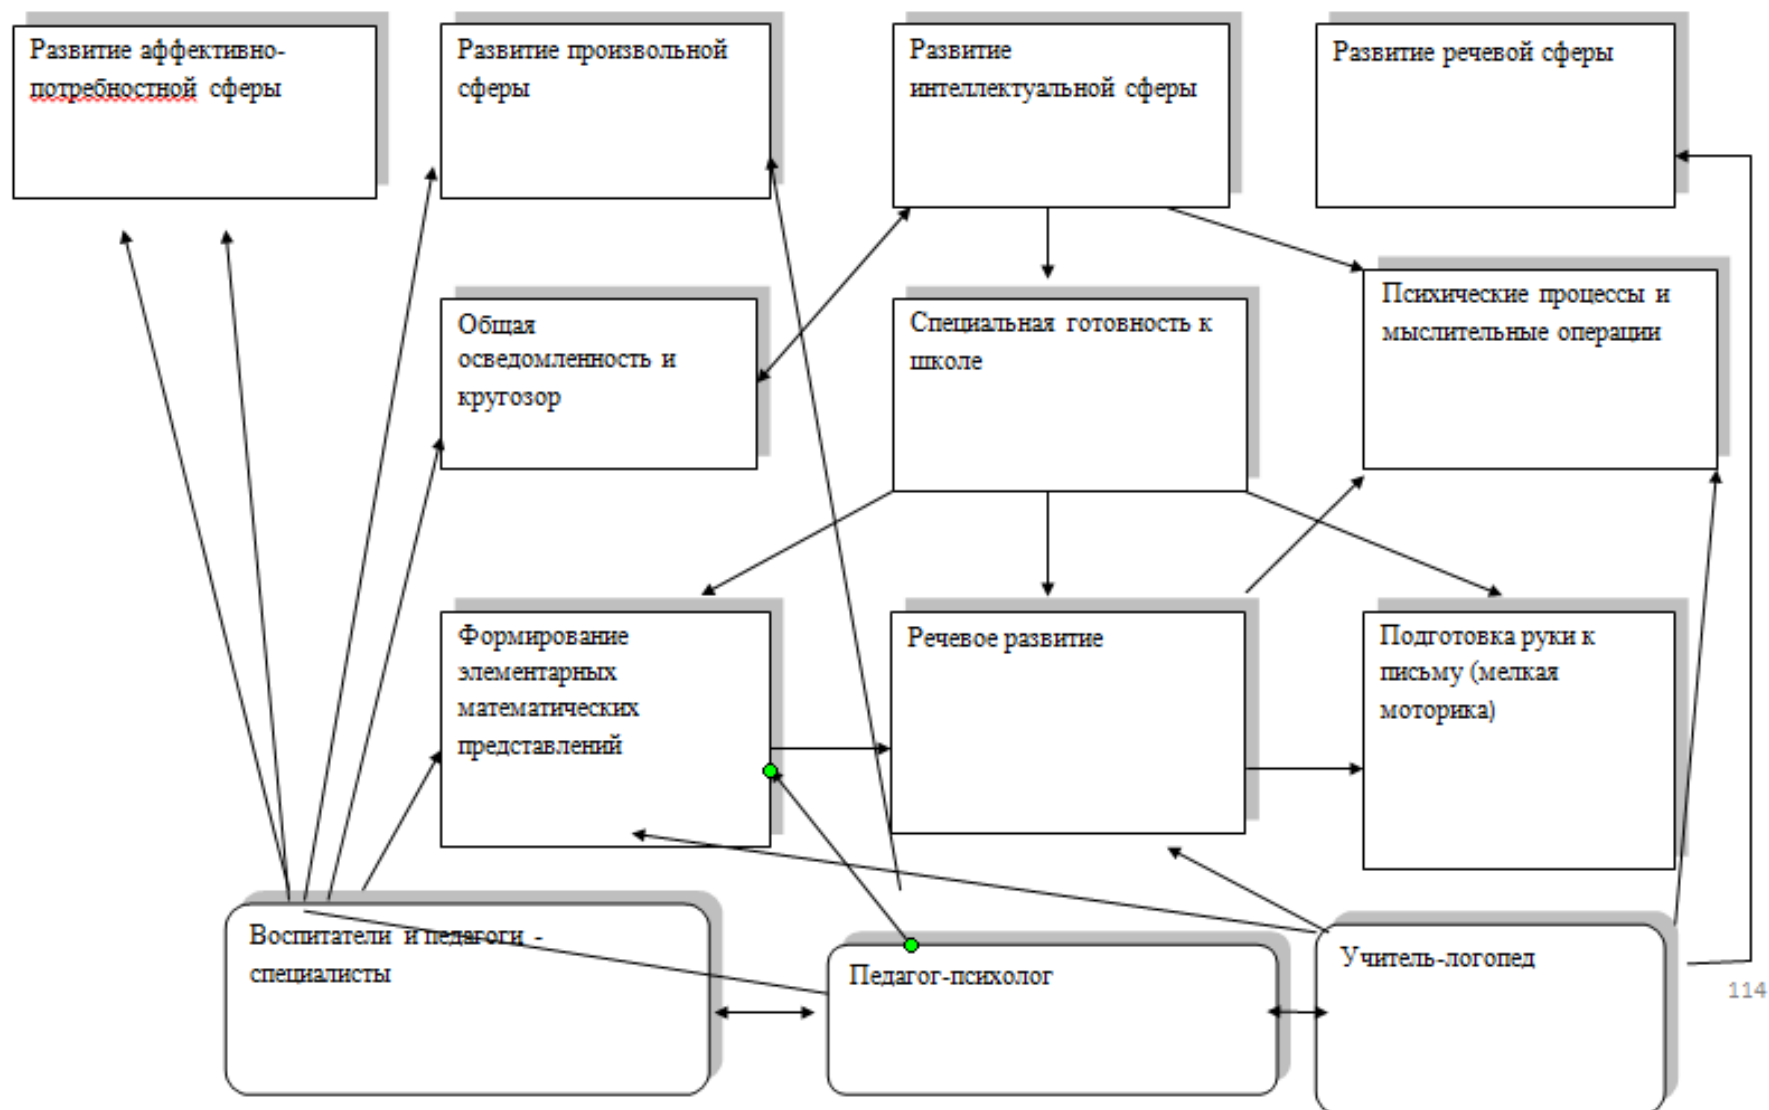 Развитие аффективно-
потребностной сферы
Развитие произвольной
сферы
Развитие
интеллектуальной сферы
Развитие речевой сферы
Общая
осведомленность и
кругозор
Специальная готовность к
школе
Психические процессы и
мыслительные операции
Формирование
элементарных
математических
представлений
Речевое развитие
Подготовка руки к
письму (мелкая
моторика)
Воспитатели и педагоги -
специалисты
Педагог-психолог
Учитель-логопед
114